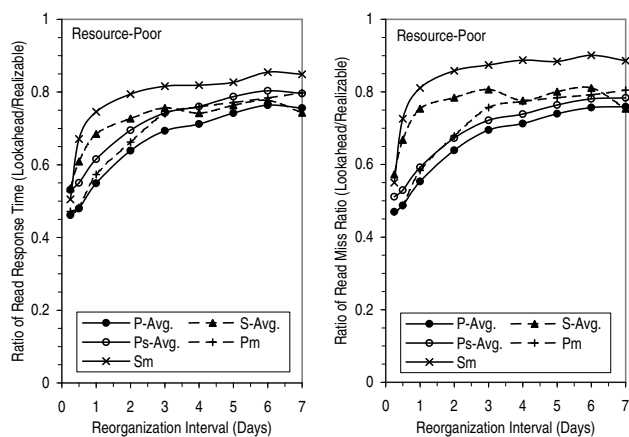 Resource-Poor
Ratio of Read Response Time (Lookahead/Realizable)
1
0.8
0.6
0.4
0.2
0
P-Avg. S-Avg.
Ps-Avg. Pm
Sm
0 1 2 3 4 5 6 7
Reorganization Interval (Days)
Resource-Poor
Ratio of Read Miss Ratio (Lookahead/Realizable)
1
0.8
0.6
0.4
0.2
0
P-Avg. S-Avg.
Ps-Avg. Pm
Sm
0 1 2 3 4 5 6 7
Reorganization Interval (Days)